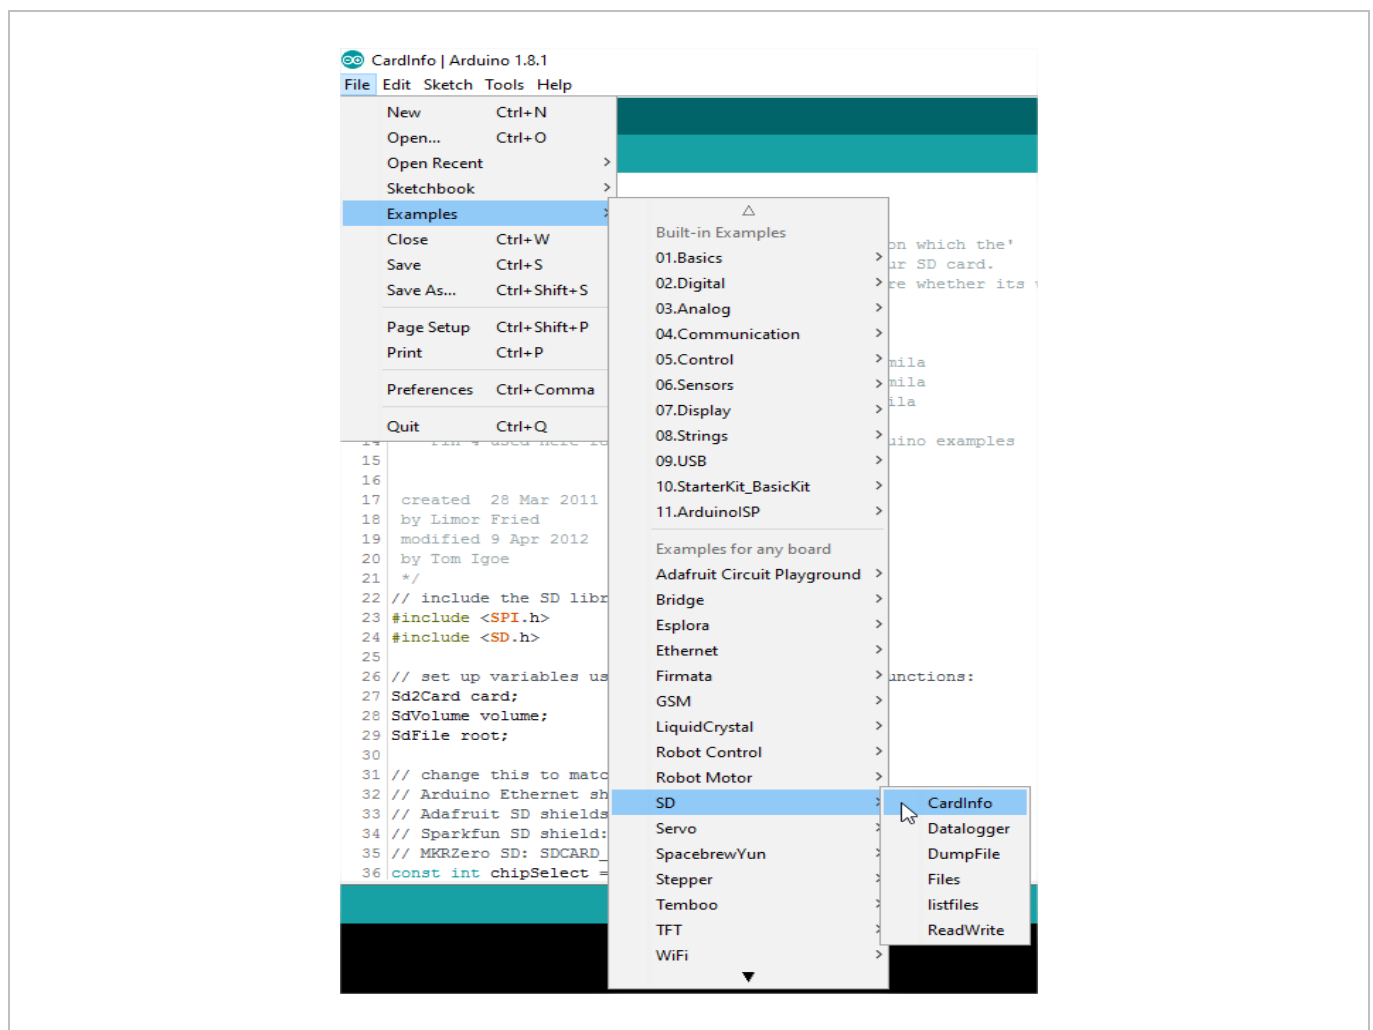 CardInfo | Arduino 1.8.1
File Edit Sketch Tools Help
New Ctrl+N
Open... Ctrl+O
Open Recent
Sketchbook
Examples
Close Ctrl+W
Save Ctrl+S
Save As... Ctrl+Shift+S
Page Setup Ctrl+Shift+P
Print Ctrl+P
Preferences Ctrl+Comma
Quit Ctrl+Q
Built-in Examples
01.Basics
02.Digital
03.Analog
04.Communication
05.Control
06.Sensors
07.Display
08.Strings
09.USB
10.StarterKit_BasicKit
11.ArduinoISP
Examples for any board
Adafruit Circuit Playground
Bridge
Esplora
Ethernet
Firmata
GSM
LiquidCrystal
Robot Control
Robot Motor
SD
Servo
SpacebrewYun
Stepper
Temboo
TFT
WiFi
CardInfo
Datalogger
DumpFile
Files
listfiles
ReadWrite
on which the'
ur SD card.
re whether its
mila
mila
ila
uino examples
15
16
17 created 28 Mar 2011
18 by Limor Fried
19 modified 9 Apr 2012
20 by Tom Igoe
21 */
22 // include the SD libr
23 #include <SPI.h>
24 #include <SD.h>
25
26 // set up variables us unctions:
27 Sd2Card card;
28 SdVolume volume;
29 SdFile root;
30
31 // change this to matc
32 // Arduino Ethernet sh
33 // Adafruit SD shields
34 // Sparkfun SD shield:
35 // MKRZero SD: SDCARD_
36 const int chipSelect =